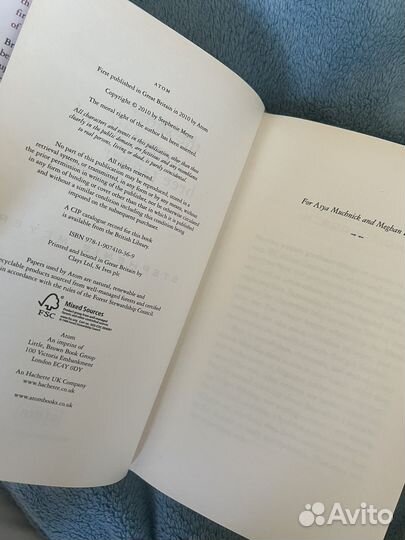 ATOM
First published in Great Britain in 2010 by Atom
Copyright © 2010 by Stephenie Meyer
The moral right of the author has been asserted.
All characters and events in this publication, other than those
clearly in the public domain, are fictitious and any resemblance
to real persons, living or dead, is purely coincidental.
All rights reserved.
No part of this publication may be reproduced, stored in a
retrieval system, or transmitted, in any form or by any means, without
the prior permission in writing of the publisher, nor be otherwise circulated
in any form of binding or cover other than that in which it is published
and without a similar condition including this condition being
imposed on the subsequent purchaser.
A CIP catalogue record for this book
is available from the British Library.
ISBN 978-1-907410-36-9
Printed and bound in Great Britain by
Clays Ltd, St Ives plc
Papers used by Atom are natural, renewable and
recyclable products sourced from well-managed forests and certified
in accordance with the rules of the Forest Stewardship Council.
FSC
Mixed Sources
Atom
An imprint of
Little, Brown Book Group
100 Victoria Embankment
London EC4Y 0DY
An Hachette UK Company
www.hachette.co.uk
www.atombooks.co.uk
For Asya Muchnick and Meghan
Avito